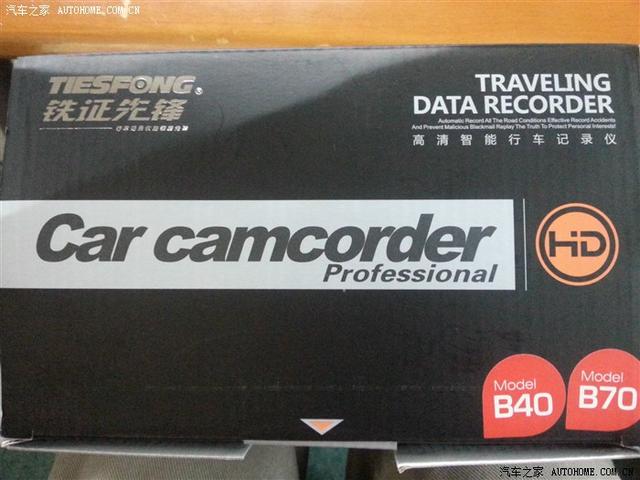 汽车之家 AUTOHOME.COM.CN
TIESFONG®
铁证先锋
TRAVELING
DATA RECORDER
Automatic Record All The Road Conditions Effective Record Accidents
And Prevent Malicious Blackmail Replay The Truth To Protect Personal Interests!
高清智能行车记录仪
Car camcorder
Professional
HD
Model
B40
Model
B70
汽车之家 AUTOHOME.COM.CN